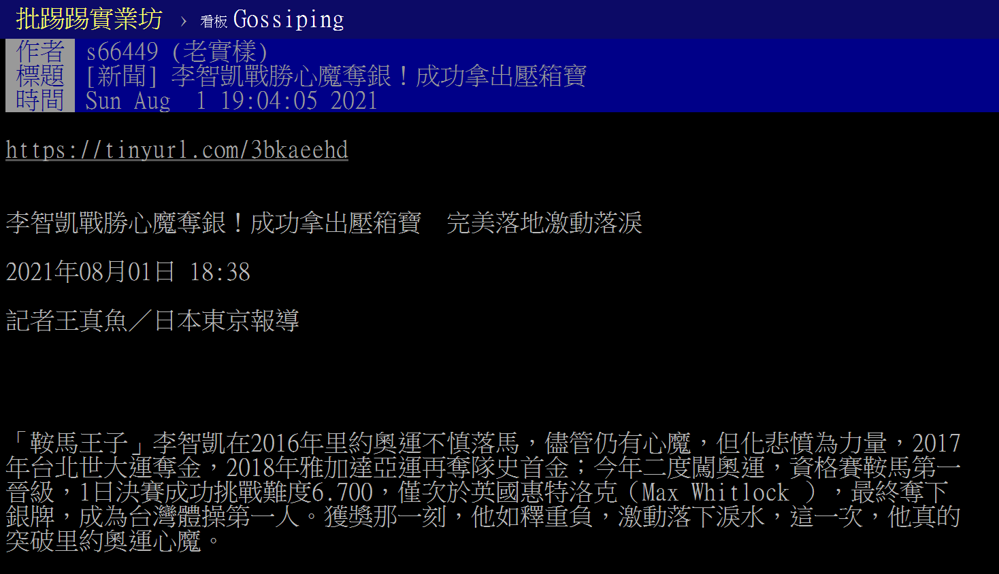 批踢踢實業坊 › 看板 Gossiping
作者 s66449 (老實樣)
標題 [新聞] 李智凱戰勝心魔奪銀！成功拿出壓箱寶
時間 Sun Aug  1 19:04:05 2021
https://tinyurl.com/3bkaeehd
李智凱戰勝心魔奪銀！成功拿出壓箱寶　完美落地激動落淚
2021年08月01日 18:38
記者王真魚／日本東京報導
「鞍馬王子」李智凱在2016年里約奧運不慎落馬，儘管仍有心魔，但化悲憤為力量，2017
年台北世大運奪金，2018年雅加達亞運再奪隊史首金；今年二度闖奧運，資格賽鞍馬第一
晉級，1日決賽成功挑戰難度6.700，僅次於英國惠特洛克（Max Whitlock ），最終奪下
銀牌，成為台灣體操第一人。獲獎那一刻，他如釋重負，激動落下淚水，這一次，他真的
突破里約奧運心魔。